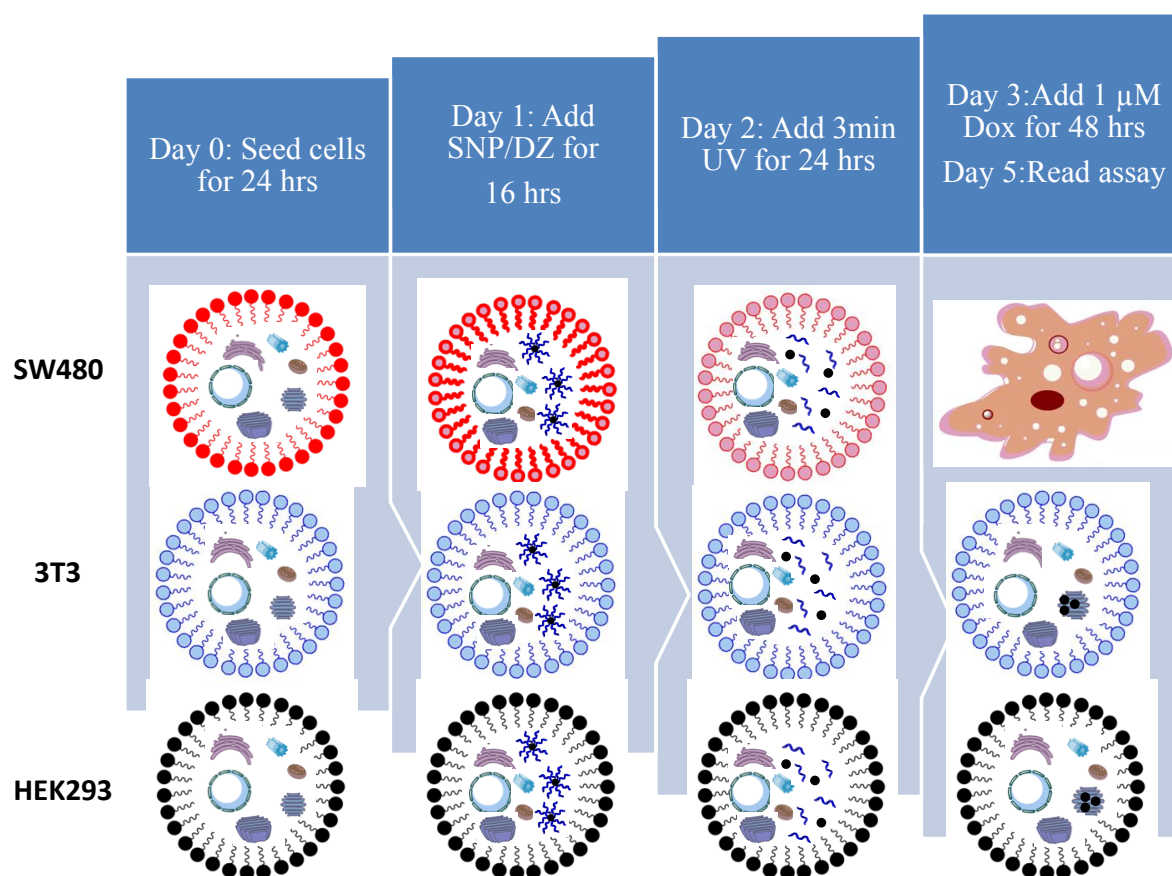 Day 0: Seed cells
for 24 hrs
Day 1: Add
SNP/DZ for
16 hrs
Day 2: Add 3min
UV for 24 hrs
Day 3:Add 1 µM
Dox for 48 hrs
Day 5:Read assay
SW480
3T3
HEK293